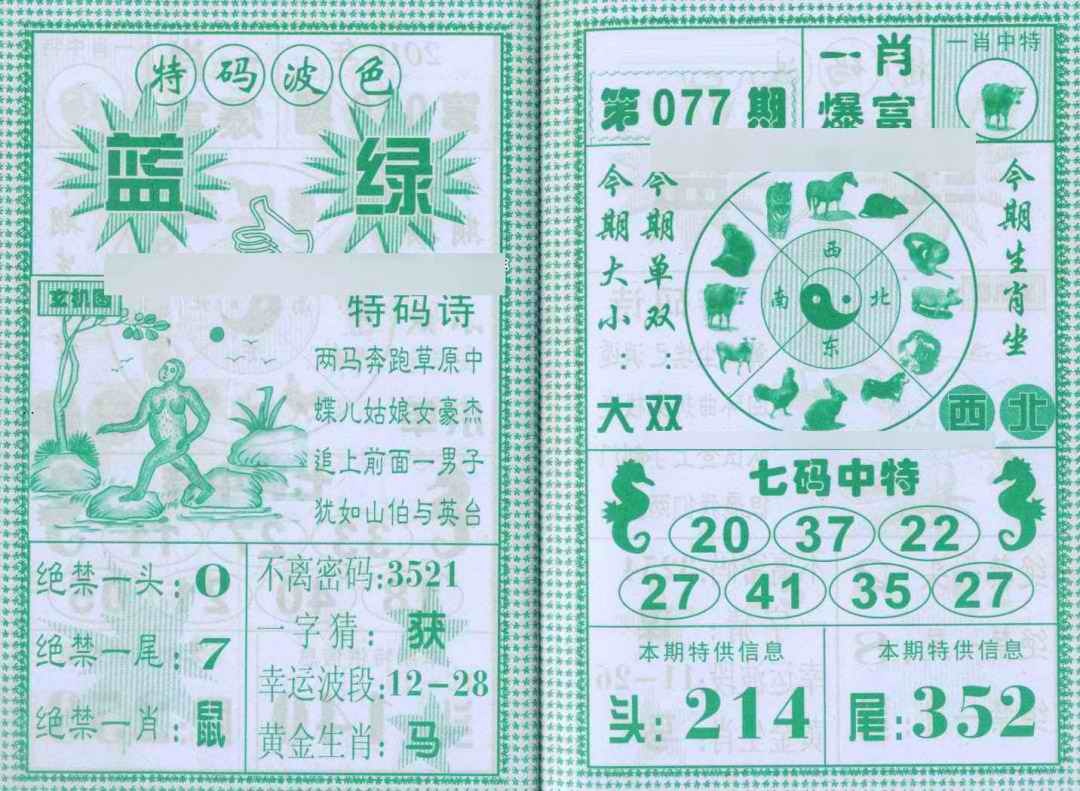 特码波色
蓝 绿
玄机图
特码诗
两马奔跑草原中
蝶儿姑娘女豪杰
追上前面一男子
犹如山伯与英台
绝禁一头:0
绝禁一尾:7
绝禁一肖:鼠
不离密码:3521
一字猜:获
幸运波段:12-28
黄金生肖:马
第077期
一肖
爆富
一肖中特
今期大小:大
今期单双:双
西
南 北
东
今期生肖坐
西北
七码中特
20 37 22
27 41 35 27
本期特供信息
头:214
本期特供信息
尾:352